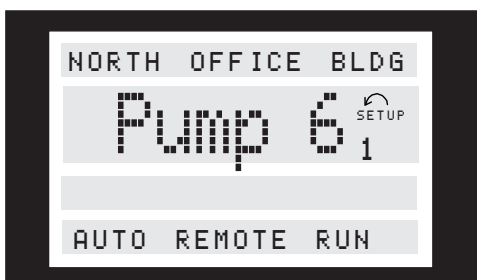 NORTH OFFICE BLDG
Pump 6
SETUP
1
AUTO REMOTE RUN